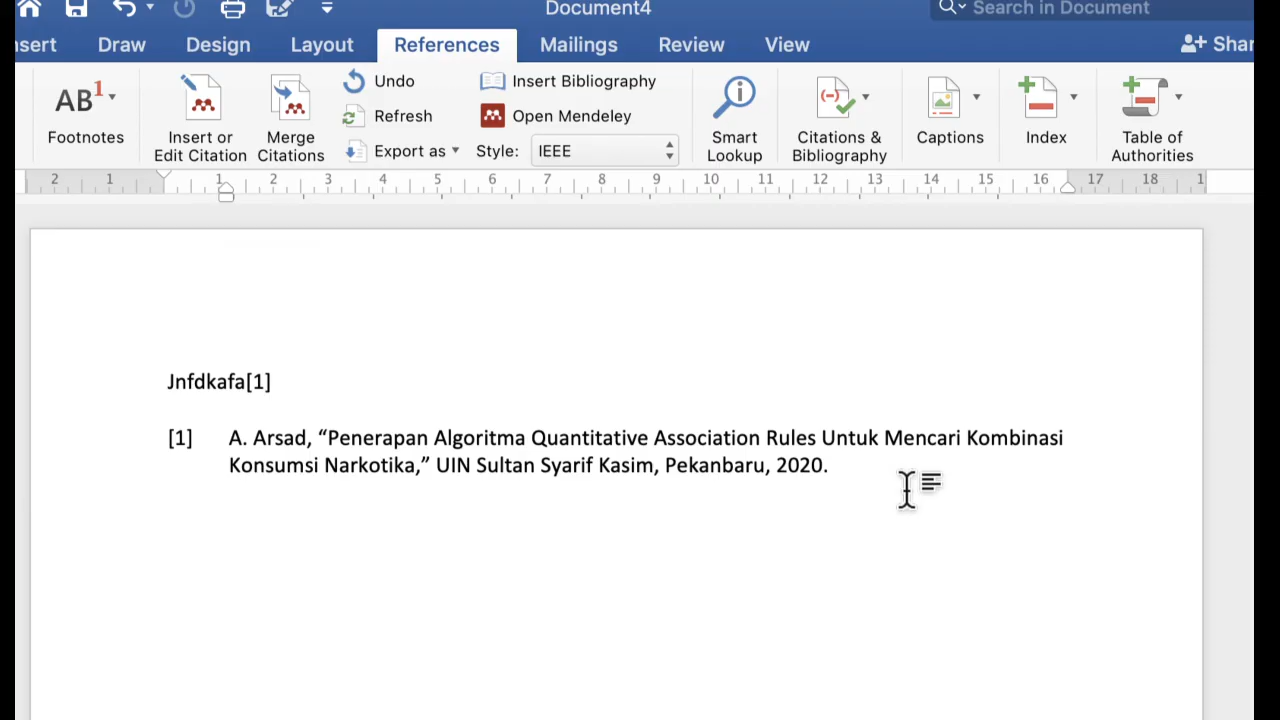 Document4
Search in Document
nsert Draw Design Layout References Mailings Review View Shar
AB1 Undo Insert Bibliography
Refresh Open Mendeley
Footnotes Insert or Edit Citation Merge Citations Export as Style: IEEE Smart Lookup Citations & Bibliography Captions Index Table of Authorities
2 1 1 2 3 4 5 6 7 8 9 10 11 12 13 14 15 16 17 18 1
Jnfdkafa[1]
[1] A. Arsad, “Penerapan Algoritma Quantitative Association Rules Untuk Mencari Kombinasi
Konsumsi Narkotika,” UIN Sultan Syarif Kasim, Pekanbaru, 2020.